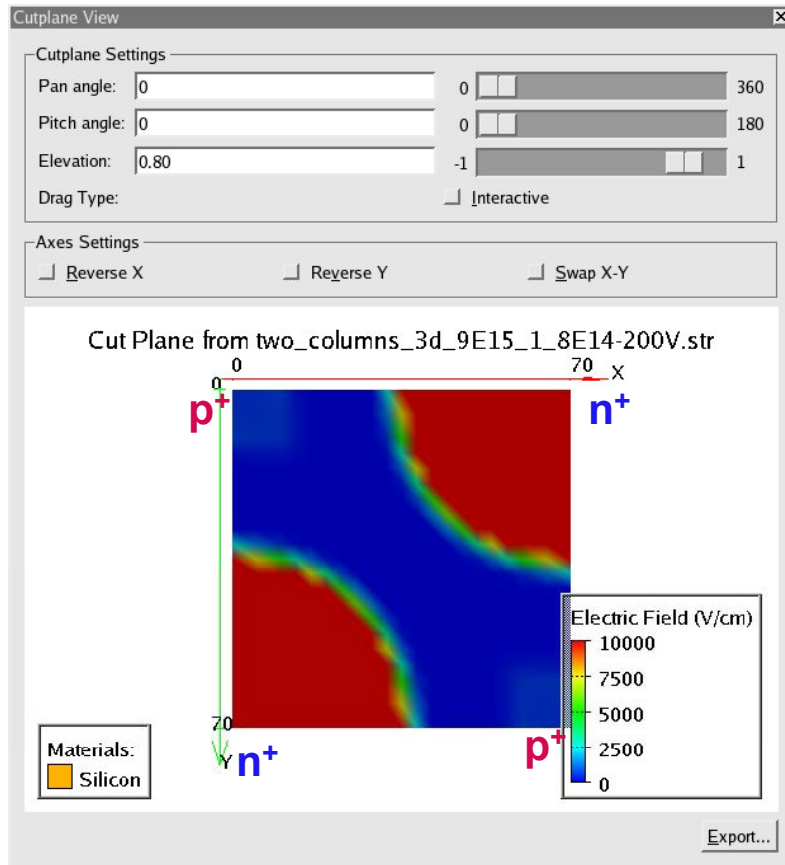 Cutplane View
Cutplane Settings
Pan angle: 0 0 360
Pitch angle: 0 0 180
Elevation: 0.80 -1 1
Drag Type: Interactive
Axes Settings
Reverse X Reverse Y Swap X-Y
Cut Plane from two_columns_3d_9E15_1_8E14-200V.str
0 70 X
0
p+ n+
Electric Field (V/cm)
10000
7500
5000
2500
0
70
Y n+ p+
Materials:
Silicon
Export...